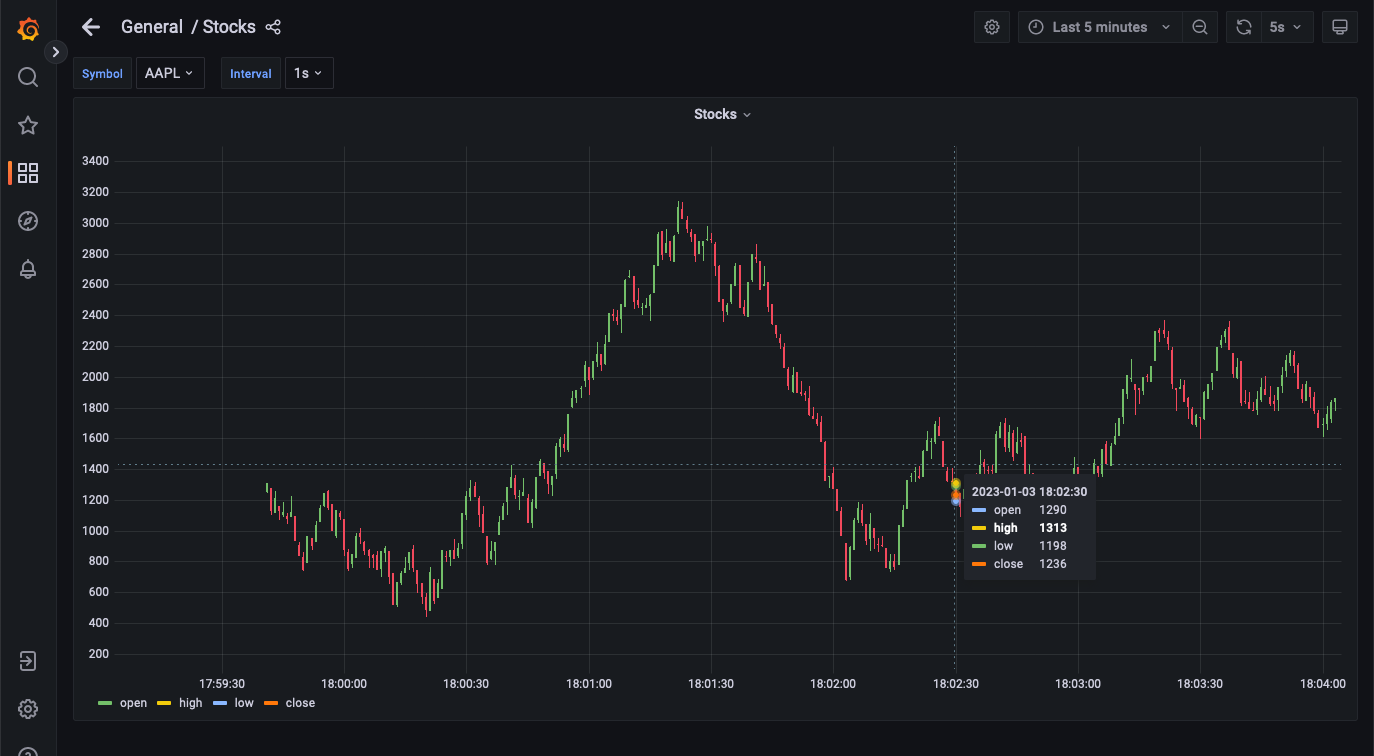 General / Stocks
Last 5 minutes
5s
Symbol AAPL Interval 1s
Stocks
3400
3200
3000
2800
2600
2400
2200
2000
1800
1600
1400
1200
1000
800
600
400
200
2023-01-03 18:02:30
open 1290
high 1313
low 1198
close 1236
17:59:30 18:00:00 18:00:30 18:01:00 18:01:30 18:02:00 18:02:30 18:03:00 18:03:30 18:04:00
open high low close